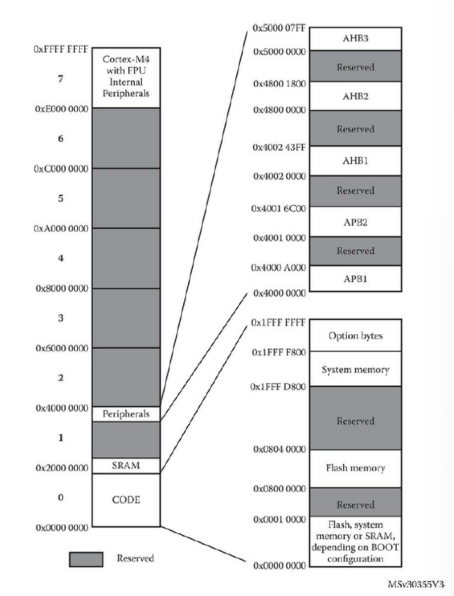 0xFFFF FFFF
7
Cortex-M4
with FPU
Internal
Peripherals
0xE000 0000
6
0xC000 0000
5
0xA000 0000
4
0x8000 0000
3
0x6000 0000
2
0x4000 0000
Peripherals
1
0x2000 0000
SRAM
0
CODE
0x0000 0000
Reserved
0x5000 07FF
AHB3
0x5000 0000
Reserved
0x4800 1800
AHB2
0x4800 0000
Reserved
0x4002 43FF
AHB1
0x4002 0000
Reserved
0x4001 6C00
APB2
0x4001 0000
Reserved
0x4000 A000
APB1
0x4000 0000
0x1FFF FFFF
Option bytes
0x1FFF F800
System memory
0x1FFF D800
Reserved
0x0804 0000
Flash memory
0x0800 0000
Reserved
0x0001 0000
Flash, system
memory or SRAM,
depending on BOOT
configuration
0x0000 0000
MSv30355V3